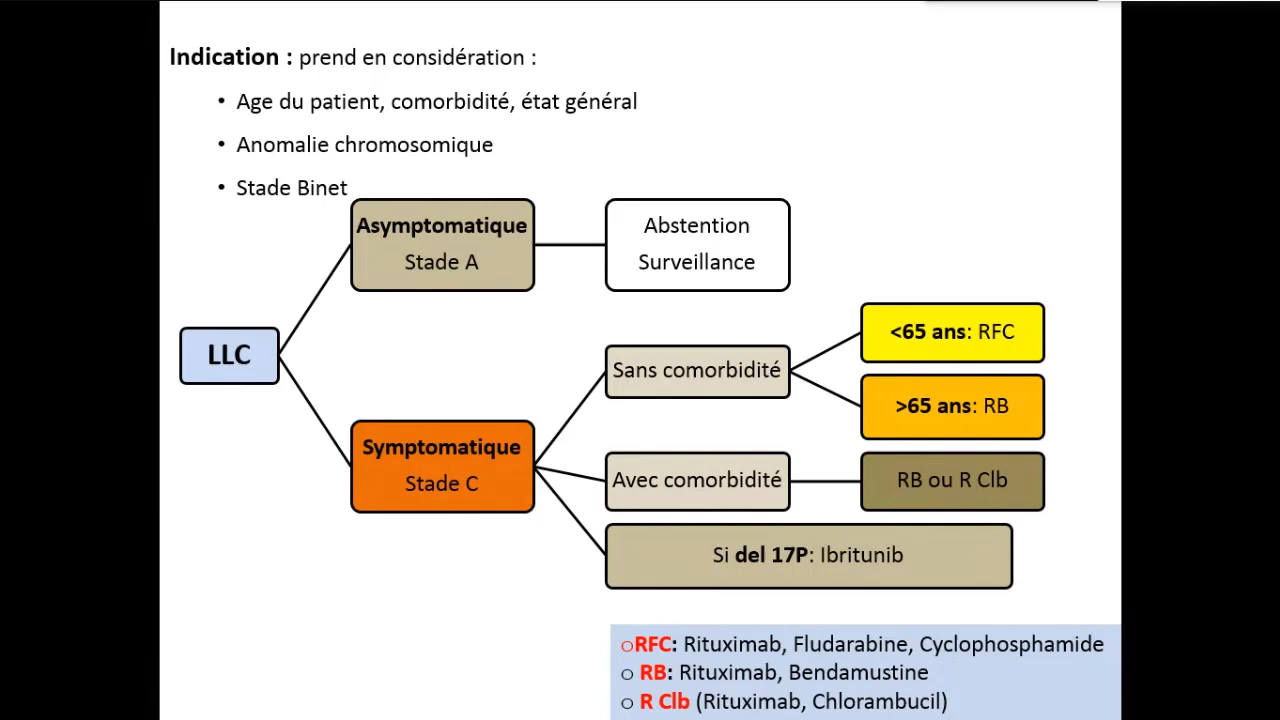 Indication : prend en considération :
• Age du patient, comorbidité, état général
• Anomalie chromosomique
• Stade Binet
Asymptomatique
Stade A
Abstention
Surveillance
LLC
Symptomatique
Stade C
Sans comorbidité
<65 ans: RFC
>65 ans: RB
Avec comorbidité
RB ou R Clb
Si del 17P: Ibritunib
oRFC: Rituximab, Fludarabine, Cyclophosphamide
o RB: Rituximab, Bendamustine
o R Clb (Rituximab, Chlorambucil)